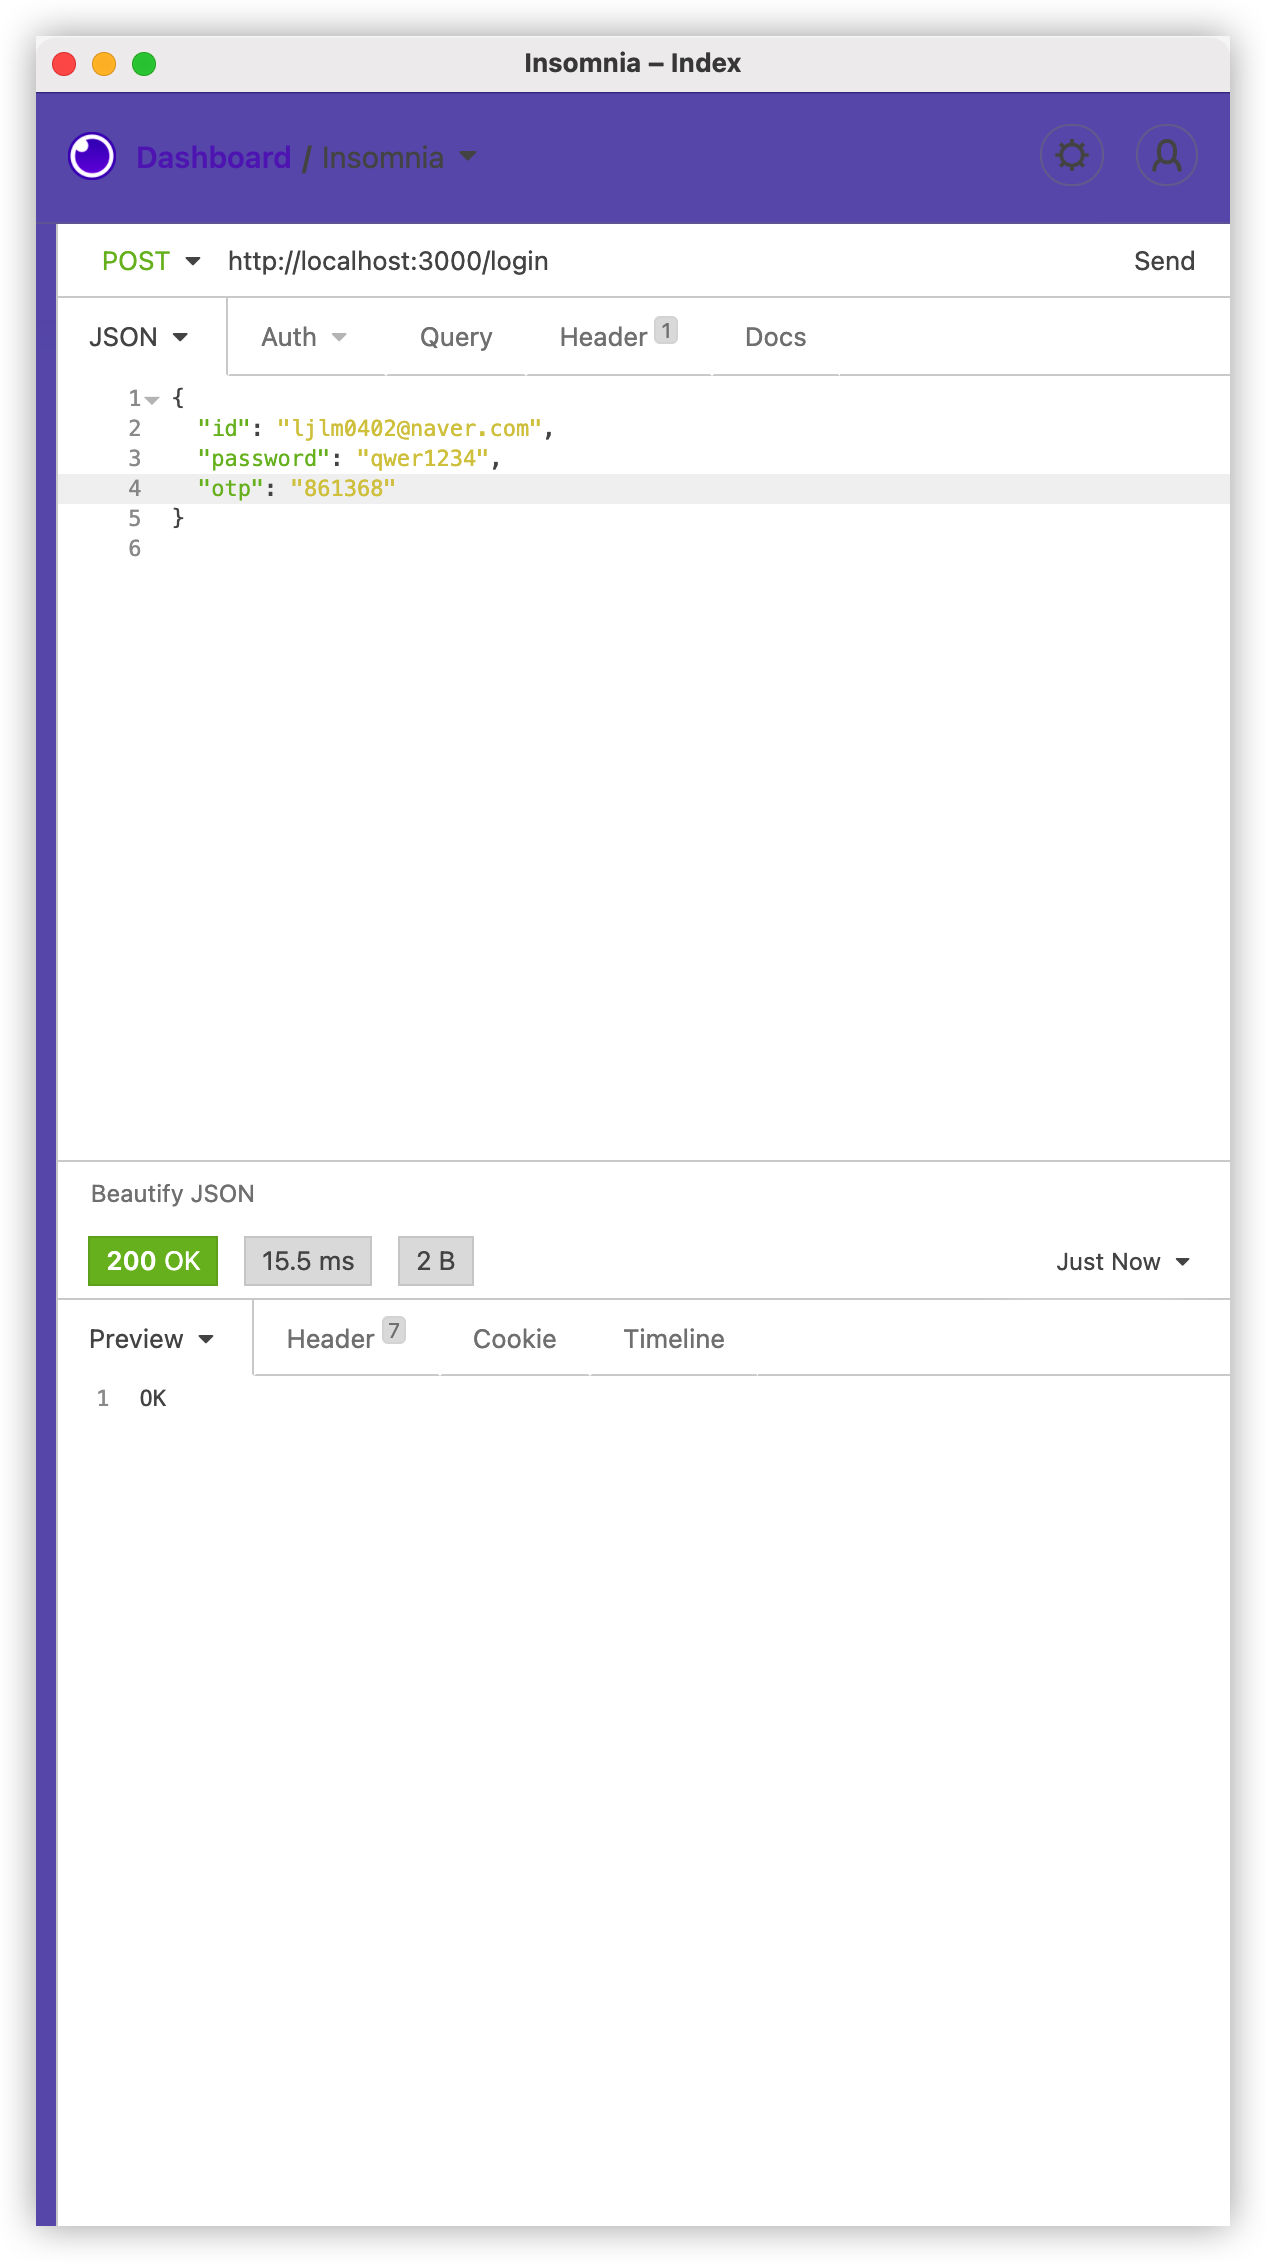 Insomnia – Index
Dashboard / Insomnia
POST http://localhost:3000/login Send
JSON Auth Query Header 1 Docs
1 {
2 "id": "ljlm0402@naver.com",
3 "password": "qwer1234",
4 "otp": "861368"
5 }
6
Beautify JSON
200 OK 15.5 ms 2 B Just Now
Preview Header 7 Cookie Timeline
1 OK